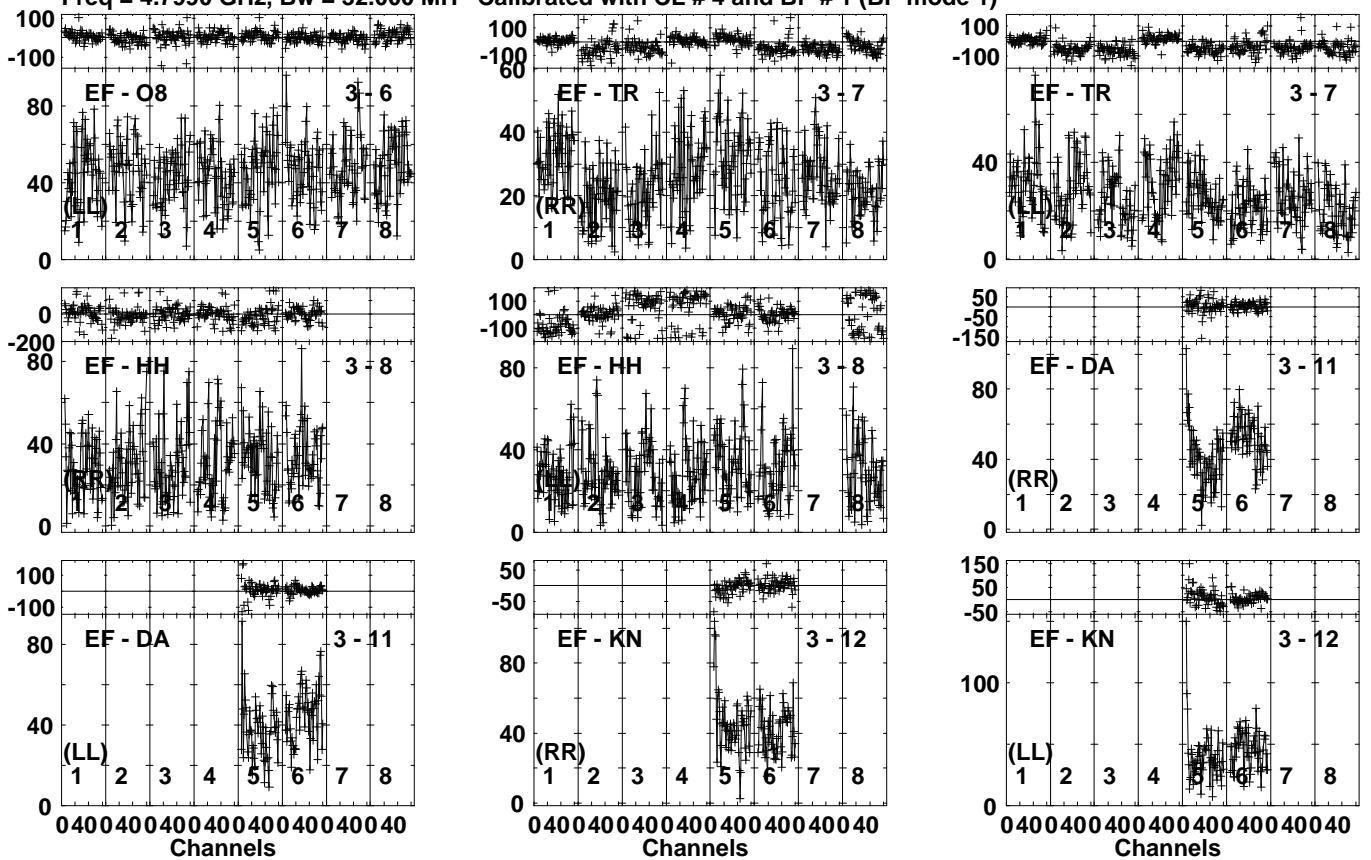 Freq = 4.7990 GHz, Bw = 32.000 MH Calibrated with CL # 4 and BP # 1 (BP mode 1)
100
-100
EF - O8 3 - 6
80
40
0
(LL)
1 2 3 4 5 6 7 8
100
-100
60
EF - TR 3 - 7
40
20
0
(RR)
1 2 3 4 5 6 7 8
100
-100
EF - TR 3 - 7
40
0
(LL)
1 2 3 4 5 6 7 8
0
-200
EF - HH 3 - 8
80
40
0
(RR)
1 2 3 4 5 6 7 8
100
-100
EF - HH 3 - 8
80
40
0
(LL)
1 2 3 4 5 6 7 8
50
-50
-150
EF - DA 3 - 11
80
40
0
(RR)
1 2 3 4 5 6 7 8
100
-100
EF - DA 3 - 11
80
40
0
(LL)
1 2 3 4 5 6 7 8
0 40 0 40 0 40 0 40 0 40 0 40 0 40 0 40
Channels
50
-50
EF - KN 3 - 12
80
40
0
(RR)
1 2 3 4 5 6 7 8
0 40 0 40 0 40 0 40 0 40 0 40 0 40 0 40
Channels
150
50
-50
EF - KN 3 - 12
100
0
(LL)
1 2 3 4 5 6 7 8
0 40 0 40 0 40 0 40 0 40 0 40 0 40 0 40
Channels